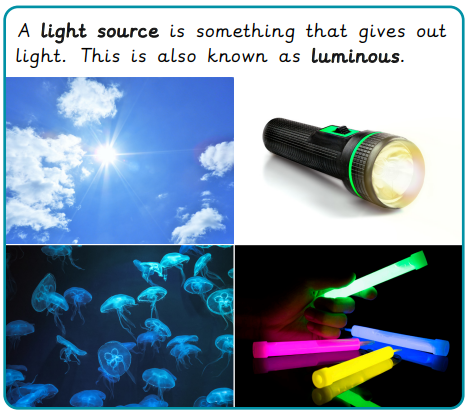 A light source is something that gives out
light. This is also known as luminous.